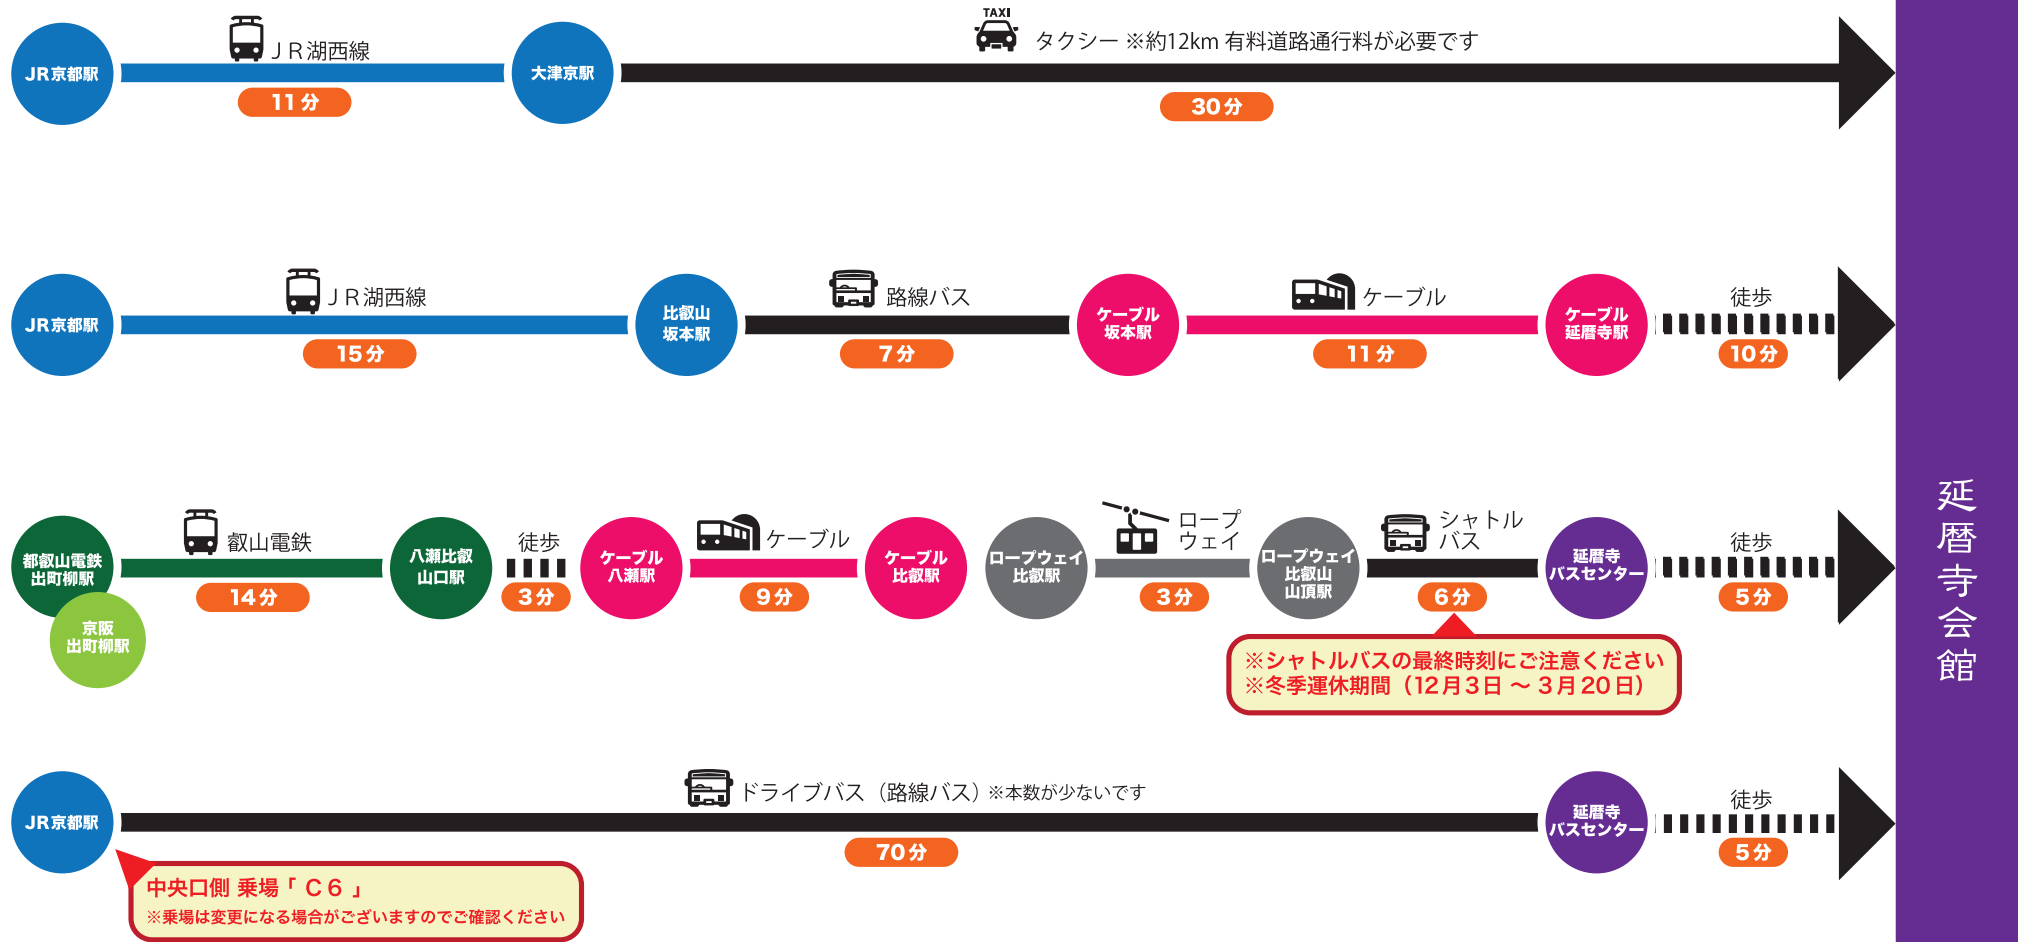 TAXI
JR湖西線
タクシー ※約12km 有料道路通行料が必要です
JR京都駅
大津京駅
11分
30分
JR湖西線
路線バス
ケーブル
徒歩
JR京都駅
比叡山
坂本駅
ケーブル
坂本駅
ケーブル
延暦寺駅
15分
7分
11分
10分
叡山電鉄
徒歩
ケーブル
ロープ
ウェイ
シャトル
バス
徒歩
都叡山電鉄
出町柳駅
八瀬比叡
山口駅
ケーブル
八瀬駅
ケーブル
比叡駅
ロープウェイ
比叡駅
ロープウェイ
比叡山
山頂駅
延暦寺
バスセンター
14分
3分
9分
3分
6分
5分
京阪
出町柳駅
※シャトルバスの最終時刻にご注意ください
※冬季運休期間（12月3日 ～ 3月20日）
ドライブバス（路線バス）※本数が少ないです
徒歩
JR京都駅
延暦寺
バスセンター
70分
5分
中央口側 乗場「 C6 」
※乗場は変更になる場合がございますのでご確認ください
延暦寺会館